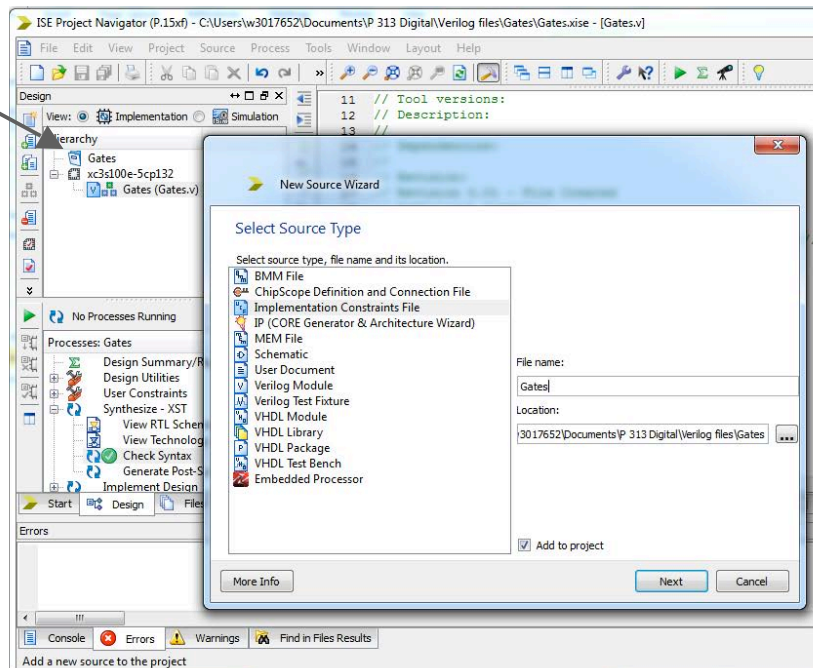 ISE Project Navigator (P.15xf) - C:\Users\w3017652\Documents\P 313 Digital\Verilog files\Gates\Gates.xise - [Gates.v]
File Edit View Project Source Process Tools Window Layout Help
Design
View: Implementation Simulation
Hierarchy
Gates
xc3s100e-5cp132
Gates (Gates.v)
No Processes Running
Processes: Gates
Design Summary/R
Design Utilities
User Constraints
Synthesize - XST
View RTL Schem
View Technolog
Check Syntax
Generate Post-S
Implement Design
Start Design Files
11 // Tool versions:
12 // Description:
13 //
New Source Wizard
Select Source Type
Select source type, file name and its location.
BMM File
ChipScope Definition and Connection File
Implementation Constraints File
IP (CORE Generator & Architecture Wizard)
MEM File
Schematic
User Document
Verilog Module
Verilog Test Fixture
VHDL Module
VHDL Library
VHDL Package
VHDL Test Bench
Embedded Processor
File name:
Gates
Location:
3017652\Documents\P 313 Digital\Verilog files\Gates ...
Add to project
More Info Next Cancel
Errors
Console Errors Warnings Find in Files Results
Add a new source to the project